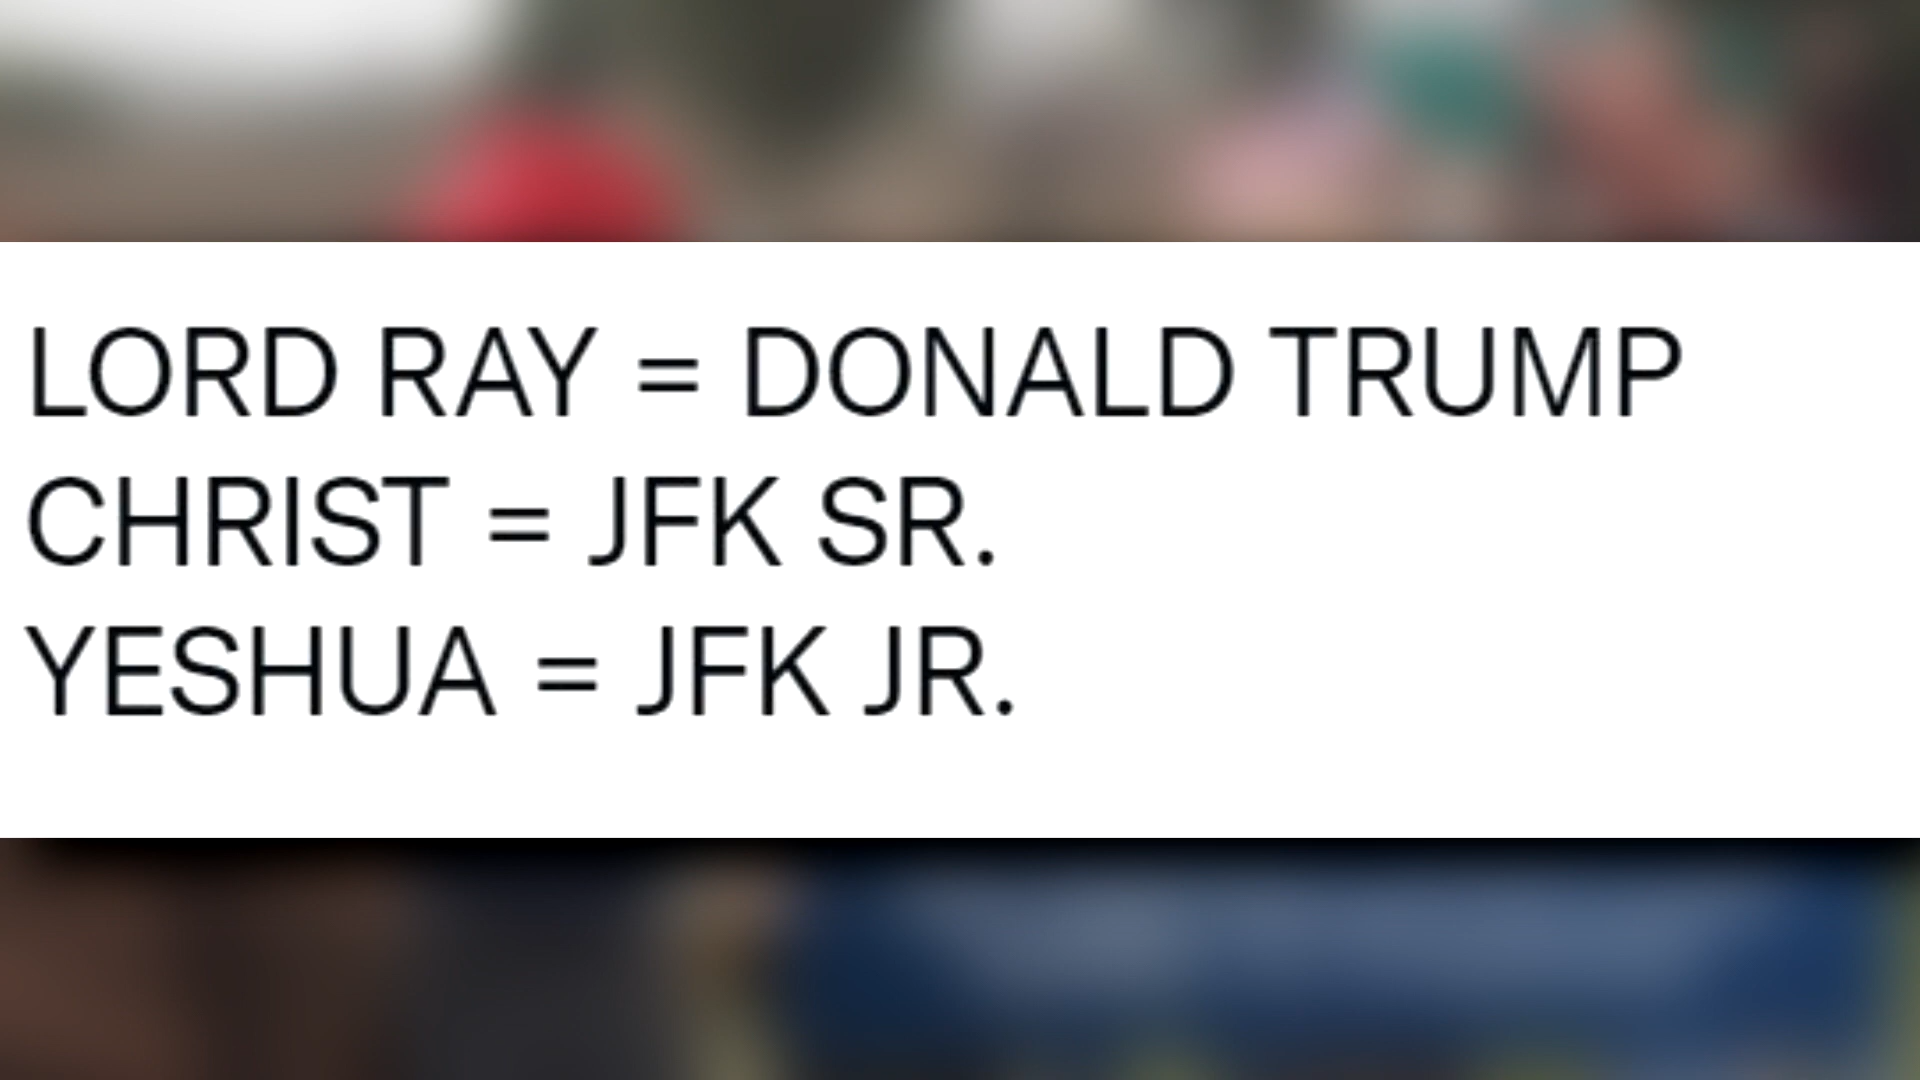 LORD RAY = DONALD TRUMP
CHRIST = JFK SR.
YESHUA = JFK JR.